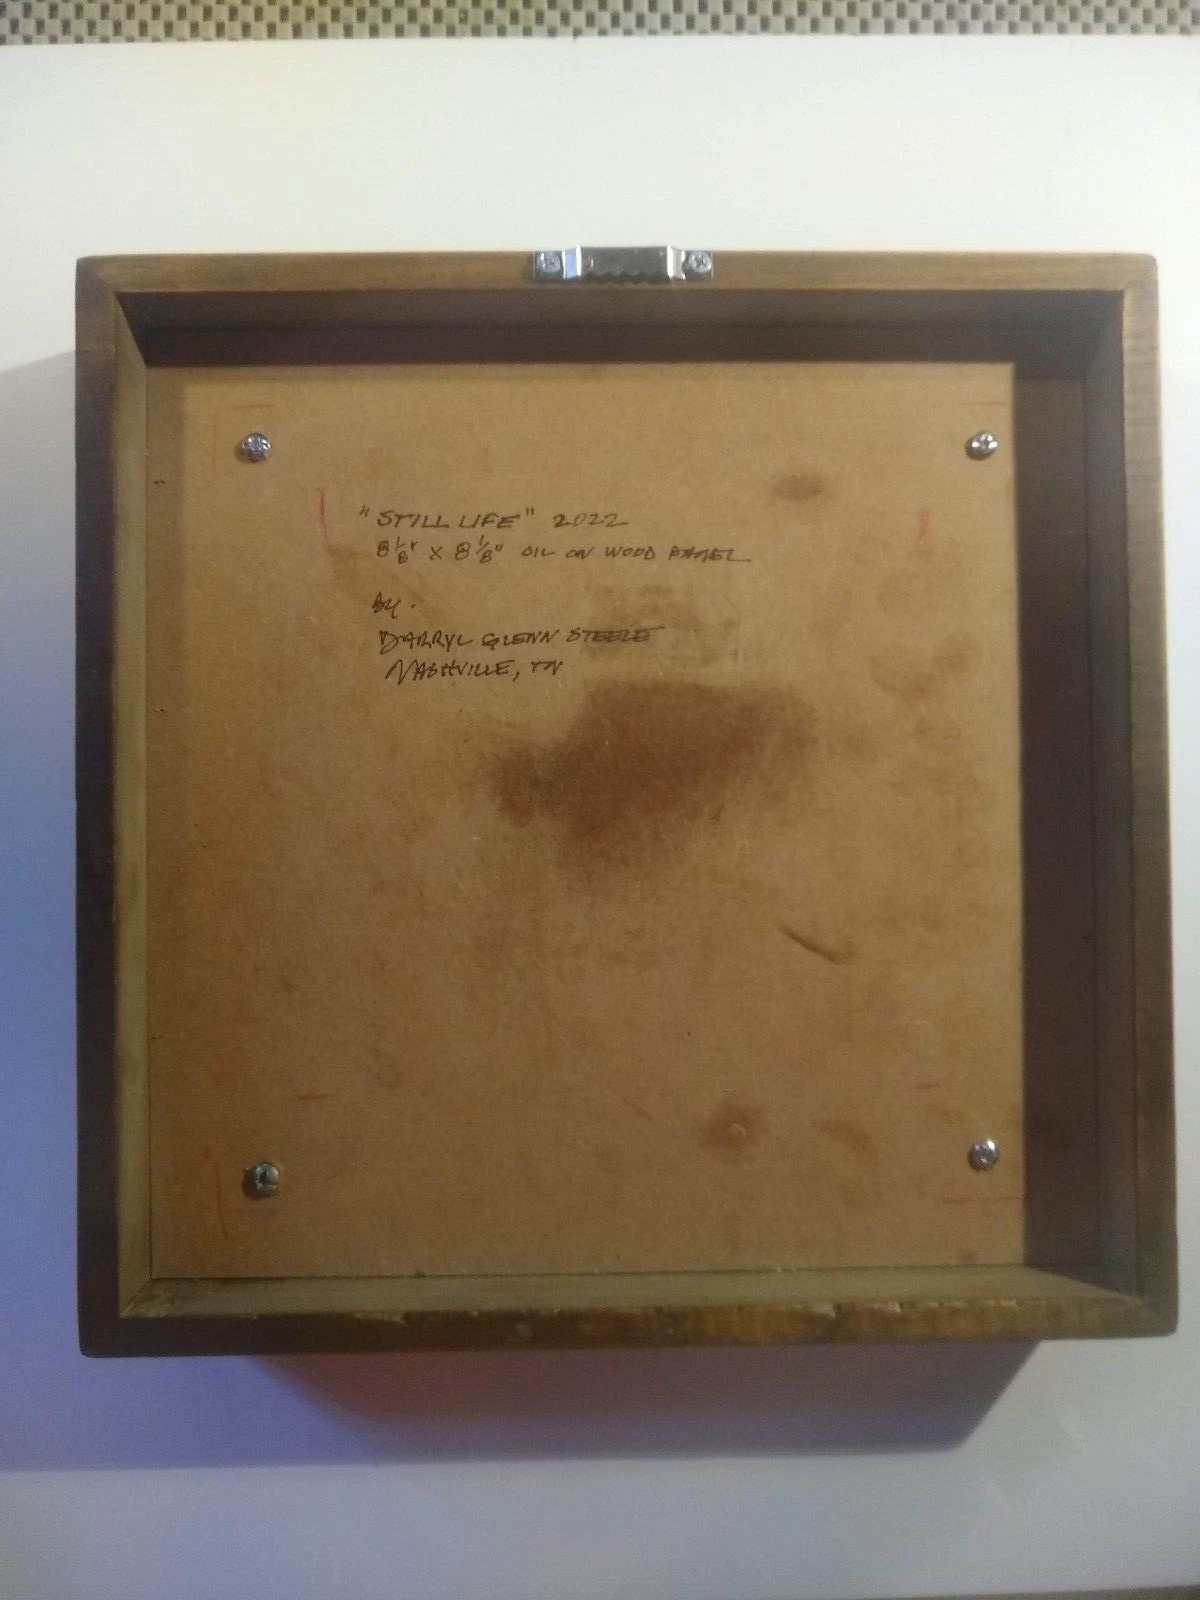 "STILL LIFE" 2022
8 1/8" X 8 1/8" OIL ON WOOD PANEL
By.
DARRYL GLENN STEELE
NASHVILLE, TN